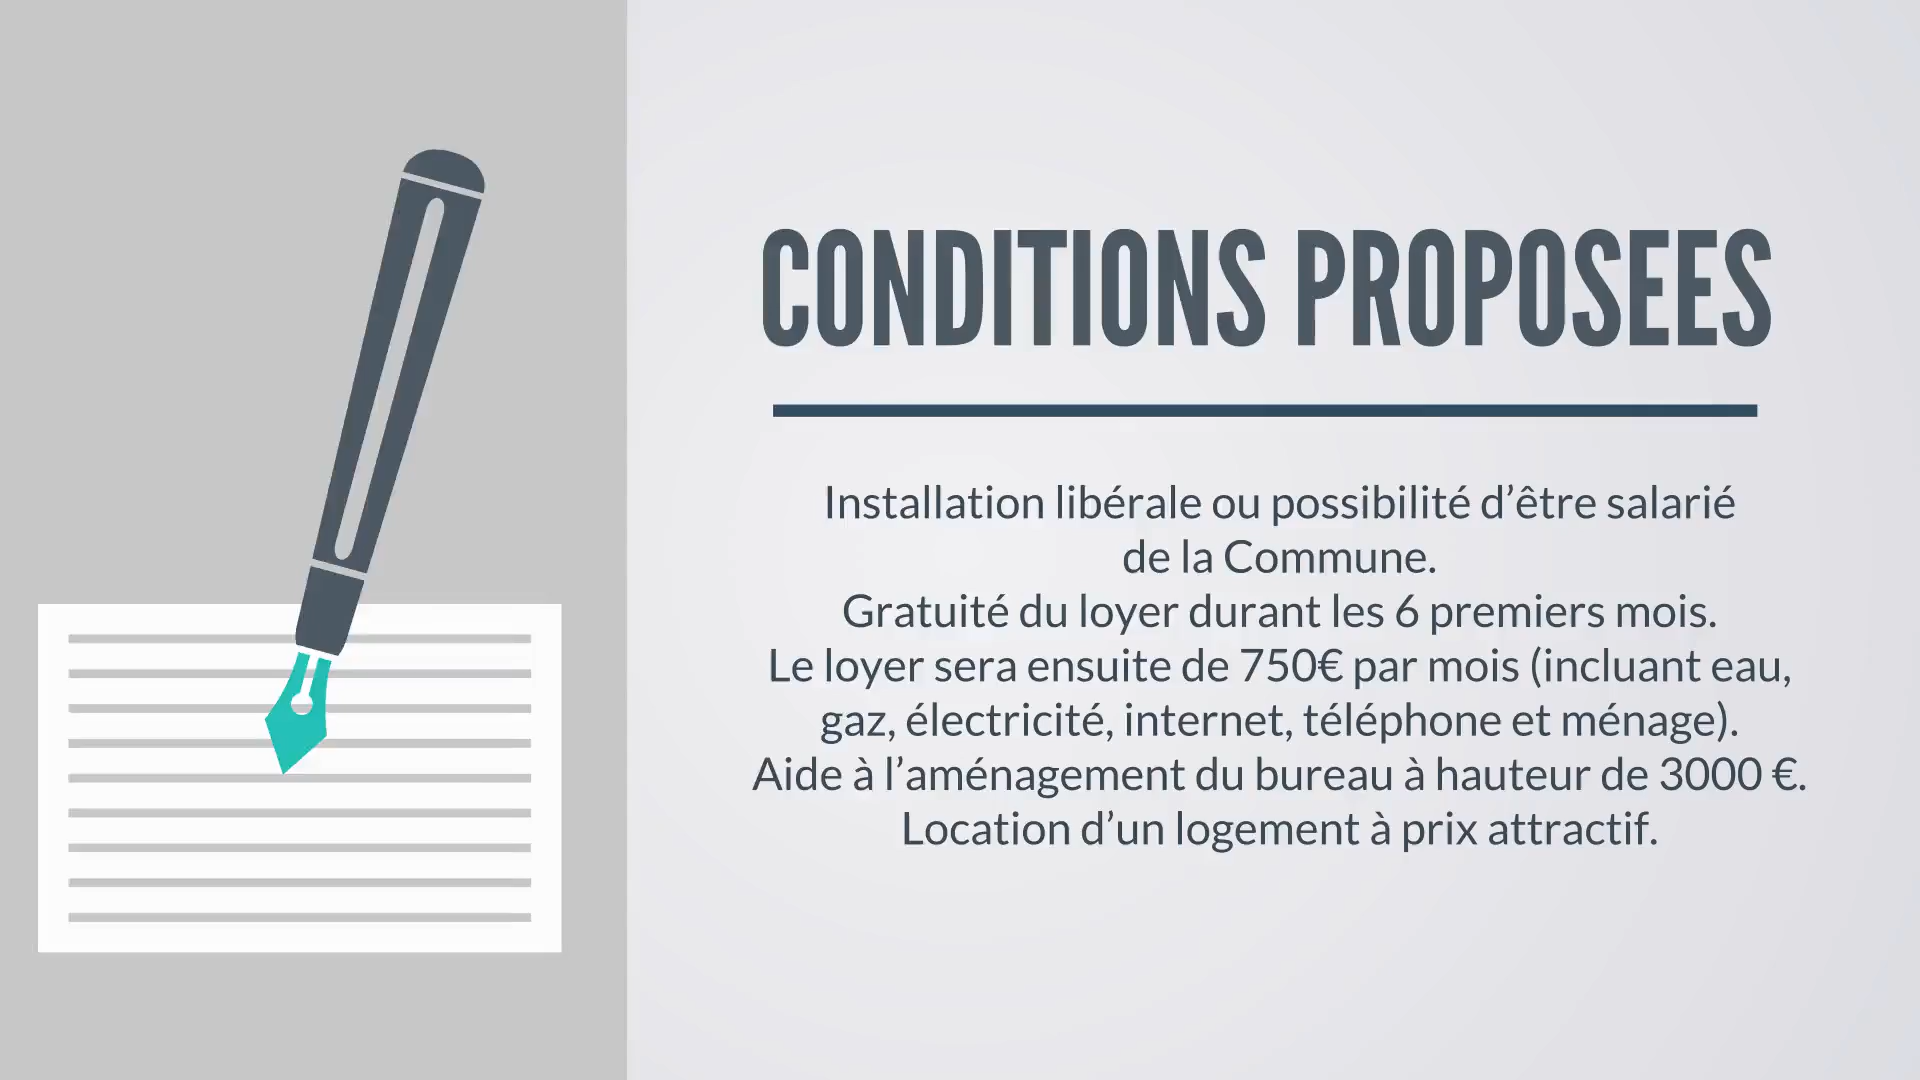 CONDITIONS PROPOSEES
Installation libérale ou possibilité d’être salarié
de la Commune.
Gratuité du loyer durant les 6 premiers mois.
Le loyer sera ensuite de 750€ par mois (incluant eau,
gaz, électricité, internet, téléphone et ménage).
Aide à l’aménagement du bureau à hauteur de 3000 €.
Location d’un logement à prix attractif.